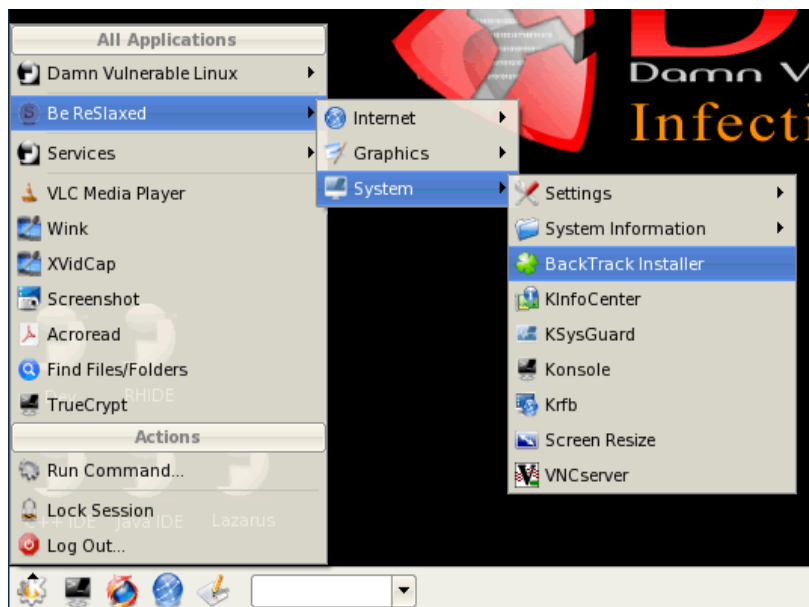 All Applications
Damn Vulnerable Linux
Be ReSlaxed
Services
VLC Media Player
Wink
XVidCap
Screenshot
Acroread
Find Files/Folders
TrueCrypt
Actions
Run Command...
Lock Session
Log Out...
Internet
Graphics
System
Settings
System Information
BackTrack Installer
KInfoCenter
KSysGuard
Konsole
Krfb
Screen Resize
VNCserver
Damn V
Infecti
Dev RHIDE
C++ IDE Java IDE Lazarus